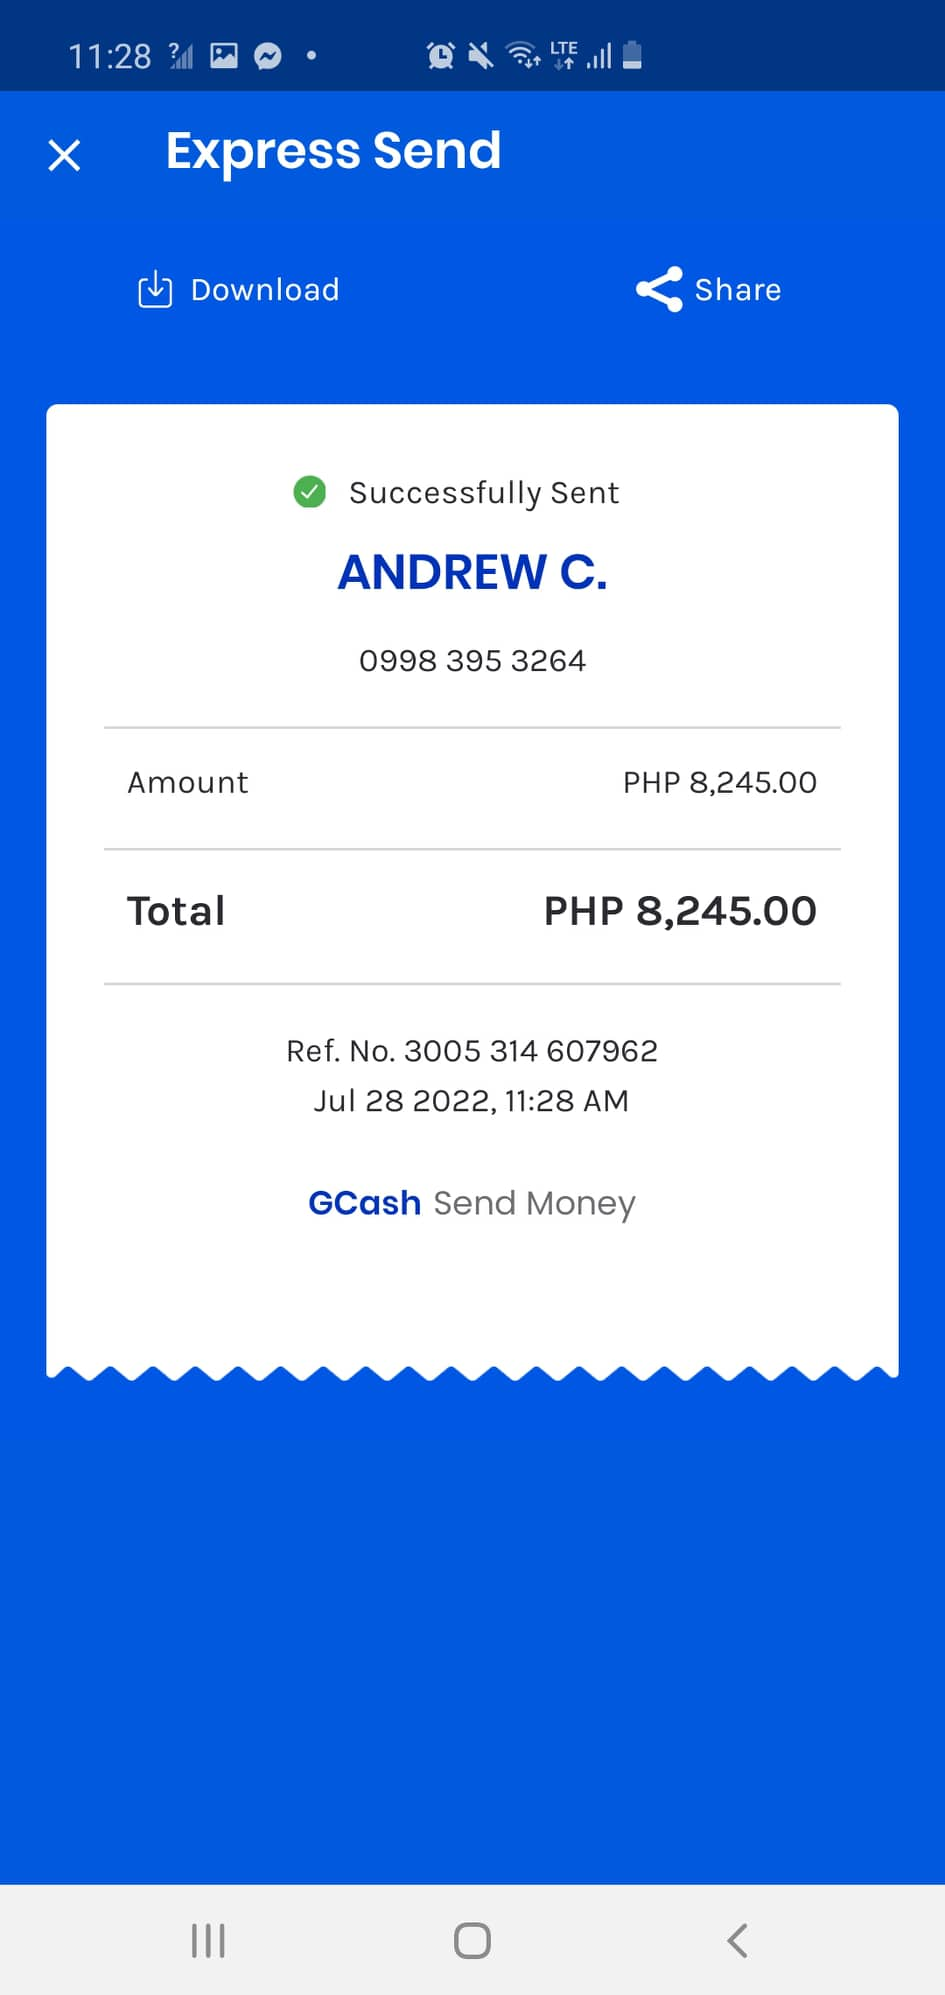 11:28 ? LTE
Express Send
Download Share
Successfully Sent
ANDREW C.
0998 395 3264
Amount PHP 8,245.00
Total PHP 8,245.00
Ref. No. 3005 314 607962
Jul 28 2022, 11:28 AM
GCash Send Money